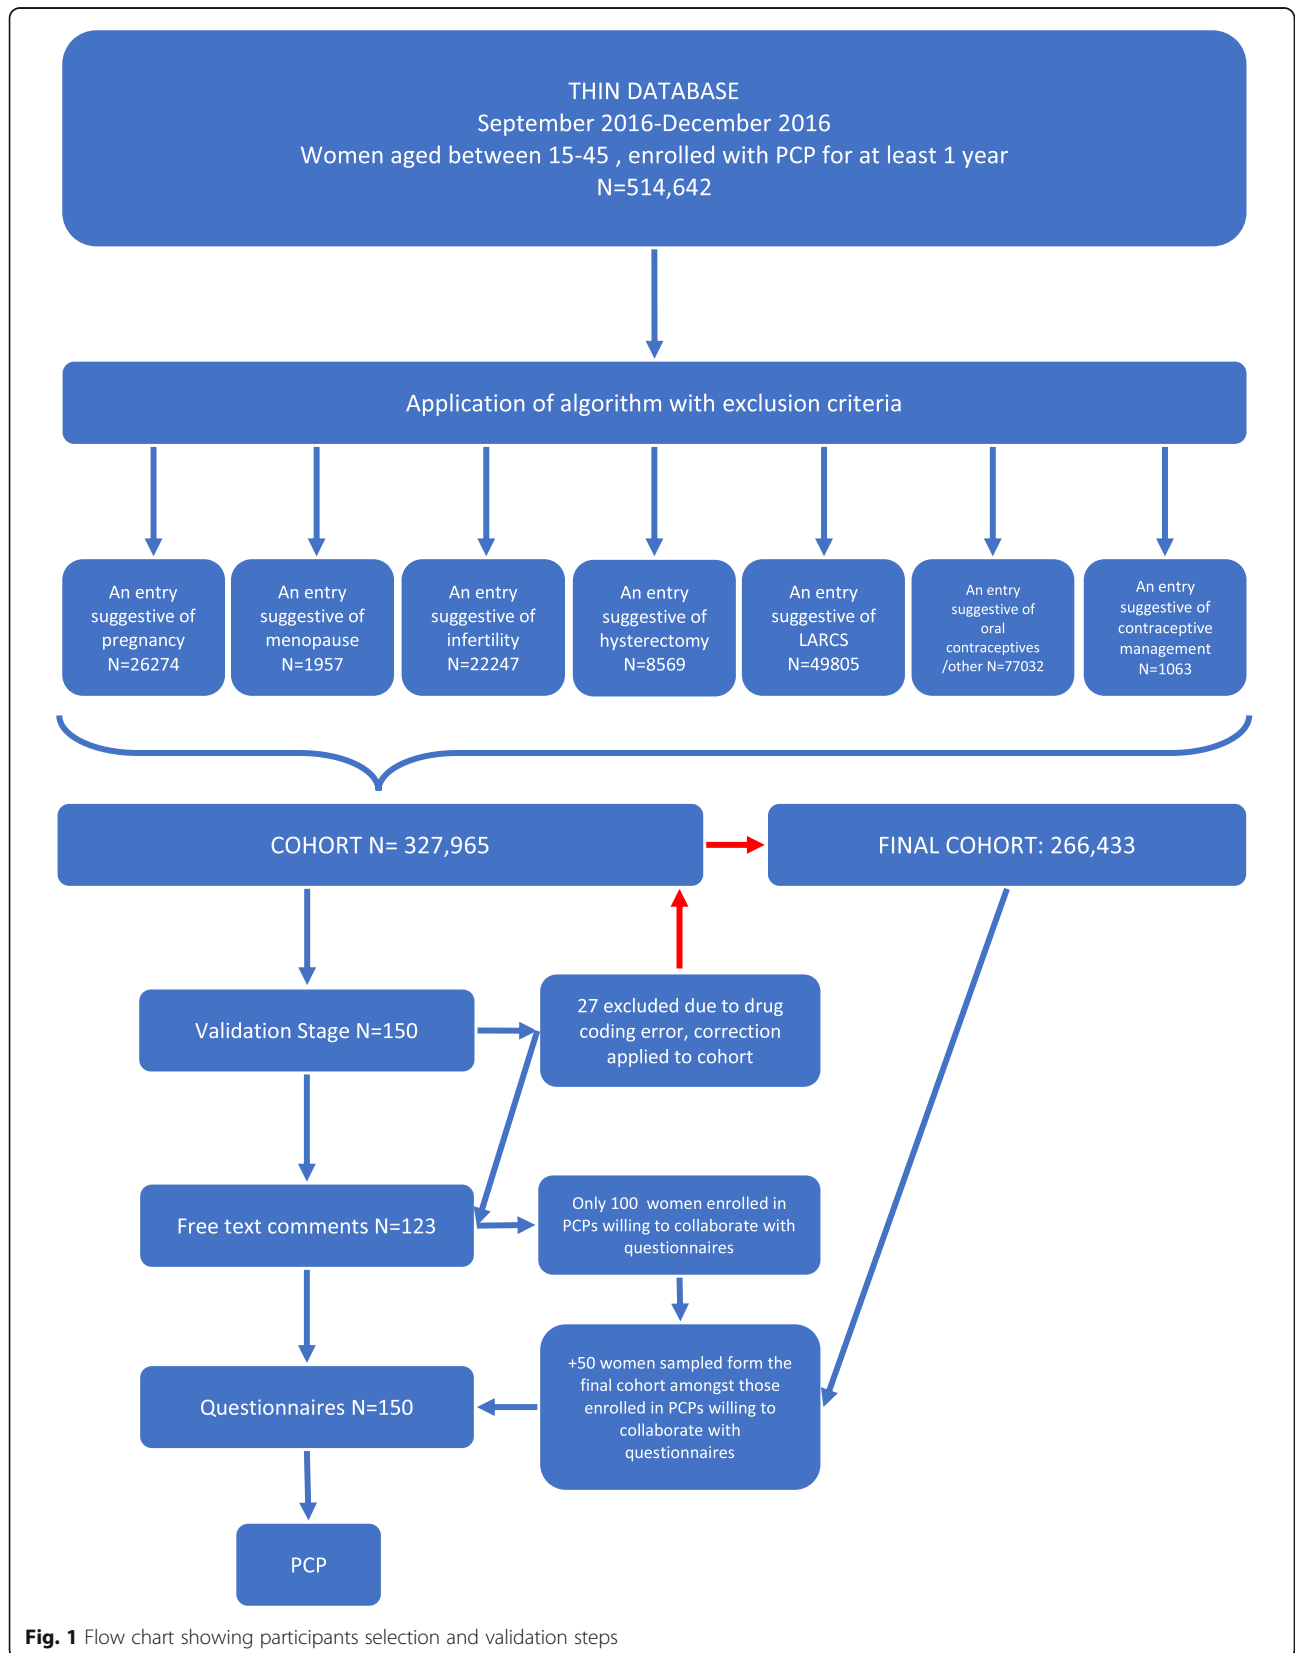 THIN DATABASE
September 2016-December 2016
Women aged between 15-45 , enrolled with PCP for at least 1 year
N=514,642
Application of algorithm with exclusion criteria
An entry
suggestive of
pregnancy
N=26274
An entry
suggestive of
menopause
N=1957
An entry
suggestive of
infertility
N=22247
An entry
suggestive of
hysterectomy
N=8569
An entry
suggestive of
LARCS
N=49805
An entry
suggestive of
oral
contraceptives
/other N=77032
An entry
suggestive of
contraceptive
management
N=1063
COHORT N= 327,965
FINAL COHORT: 266,433
Validation Stage N=150
27 excluded due to drug
coding error, correction
applied to cohort
Free text comments N=123
Only 100 women enrolled in
PCPs willing to collaborate with
questionnaires
Questionnaires N=150
+50 women sampled form the
final cohort amongst those
enrolled in PCPs willing to
collaborate with
questionnaires
PCP
Fig. 1 Flow chart showing participants selection and validation steps